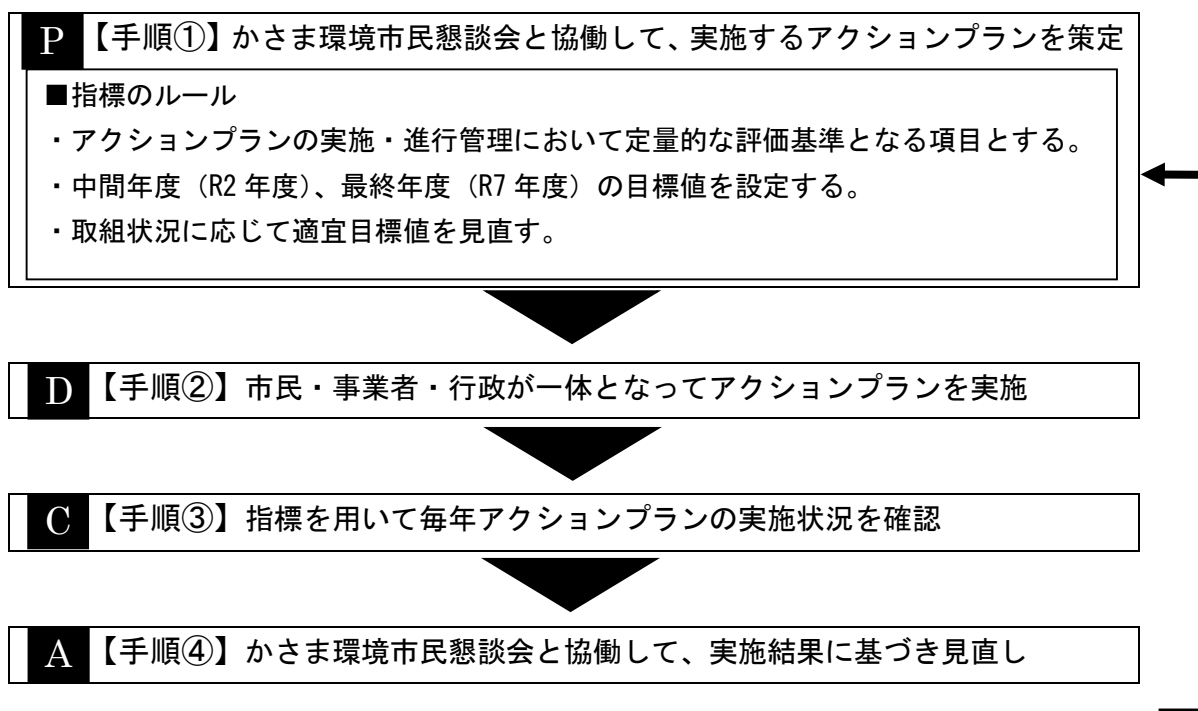 P 【手順①】かさま環境市民懇談会と協働して、実施するアクションプランを策定
■指標のルール
・アクションプランの実施・進行管理において定量的な評価基準となる項目とする。
・中間年度（R2 年度）、最終年度（R7 年度）の目標値を設定する。
・取組状況に応じて適宜目標値を見直す。
D 【手順②】市民・事業者・行政が一体となってアクションプランを実施
C 【手順③】指標を用いて毎年アクションプランの実施状況を確認
A 【手順④】かさま環境市民懇談会と協働して、実施結果に基づき見直し